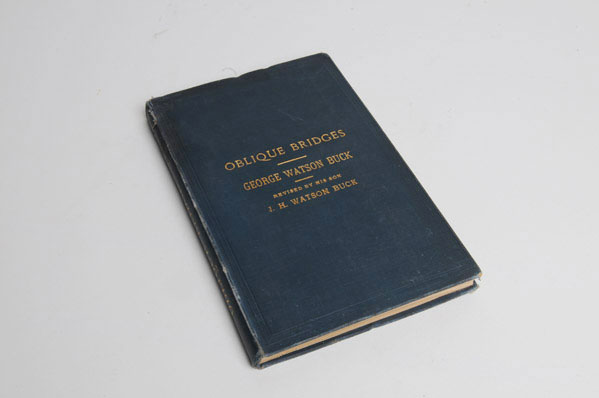 OBLIQUE BRIDGES
GEORGE WATSON BUCK
REVISED BY HIS SON
J. H. WATSON BUCK